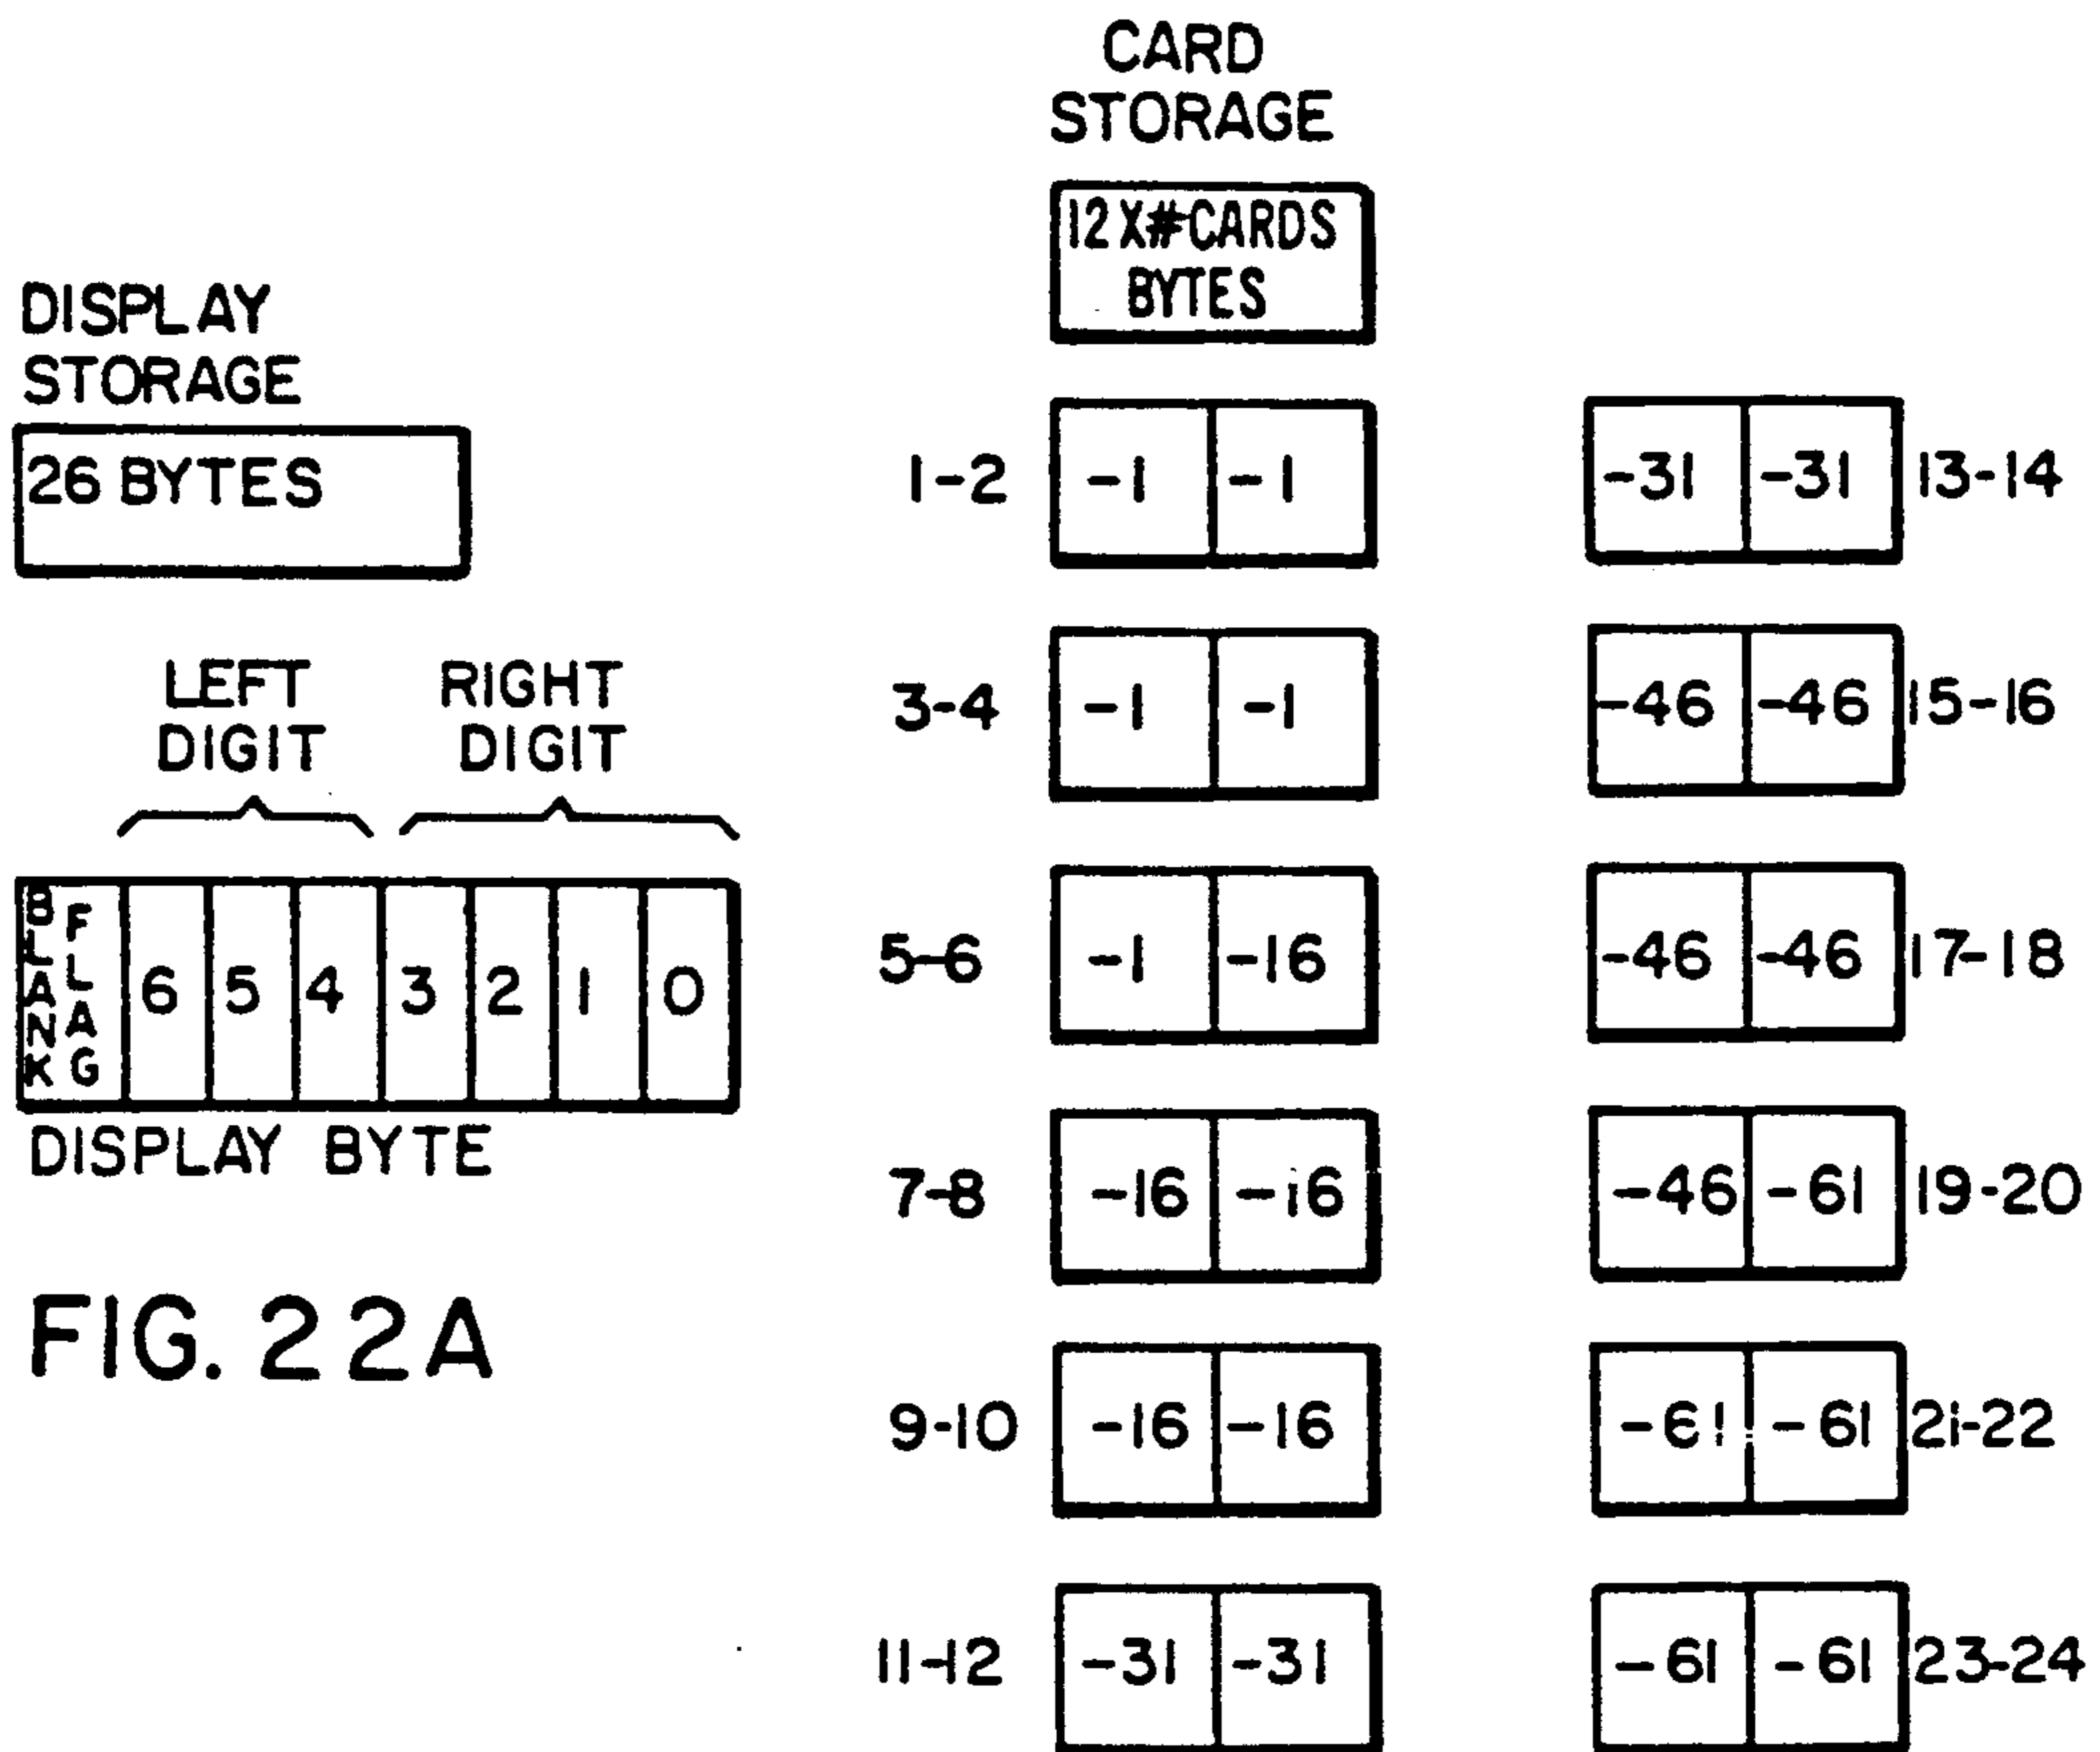 CARD
STORAGE
12X#CARDS
BYTES
DISPLAY
STORAGE
26 BYTES
LEFT
DIGIT
RIGHT
DIGIT
BLANK FLAG 6 5 4 3 2 1 0
DISPLAY BYTE
FIG. 22A
1-2 -1 -1
3-4 -1 -1
5-6 -1 -16
7-8 -16 -16
9-10 -16 -16
11-12 -31 -31
-31 -31 13-14
-46 -46 15-16
-46 -46 17-18
-46 -61 19-20
-61 -61 21-22
-61 -61 23-24